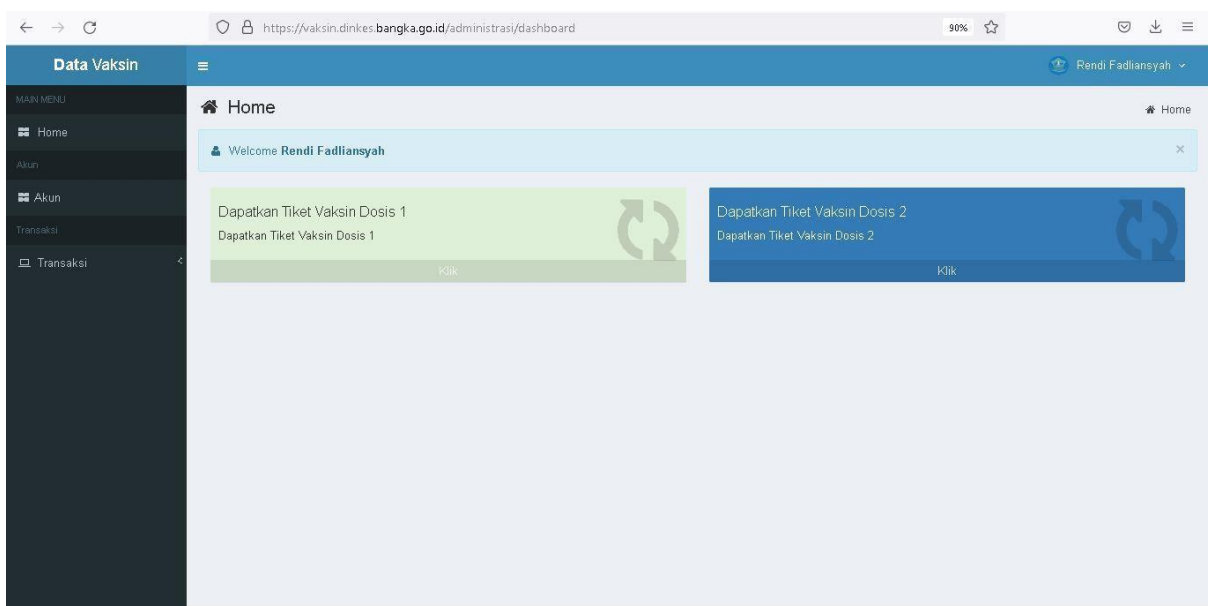 https://vaksin.dinkes.bangka.go.id/administrasi/dashboard
90%
Data Vaksin
Rendi Fadliansyah
MAIN MENU
Home
Home
Home
Welcome Rendi Fadliansyah
×
Akun
Akun
Transaksi
Transaksi
Dapatkan Tiket Vaksin Dosis 1
Dapatkan Tiket Vaksin Dosis 1
Klik
Dapatkan Tiket Vaksin Dosis 2
Dapatkan Tiket Vaksin Dosis 2
Klik